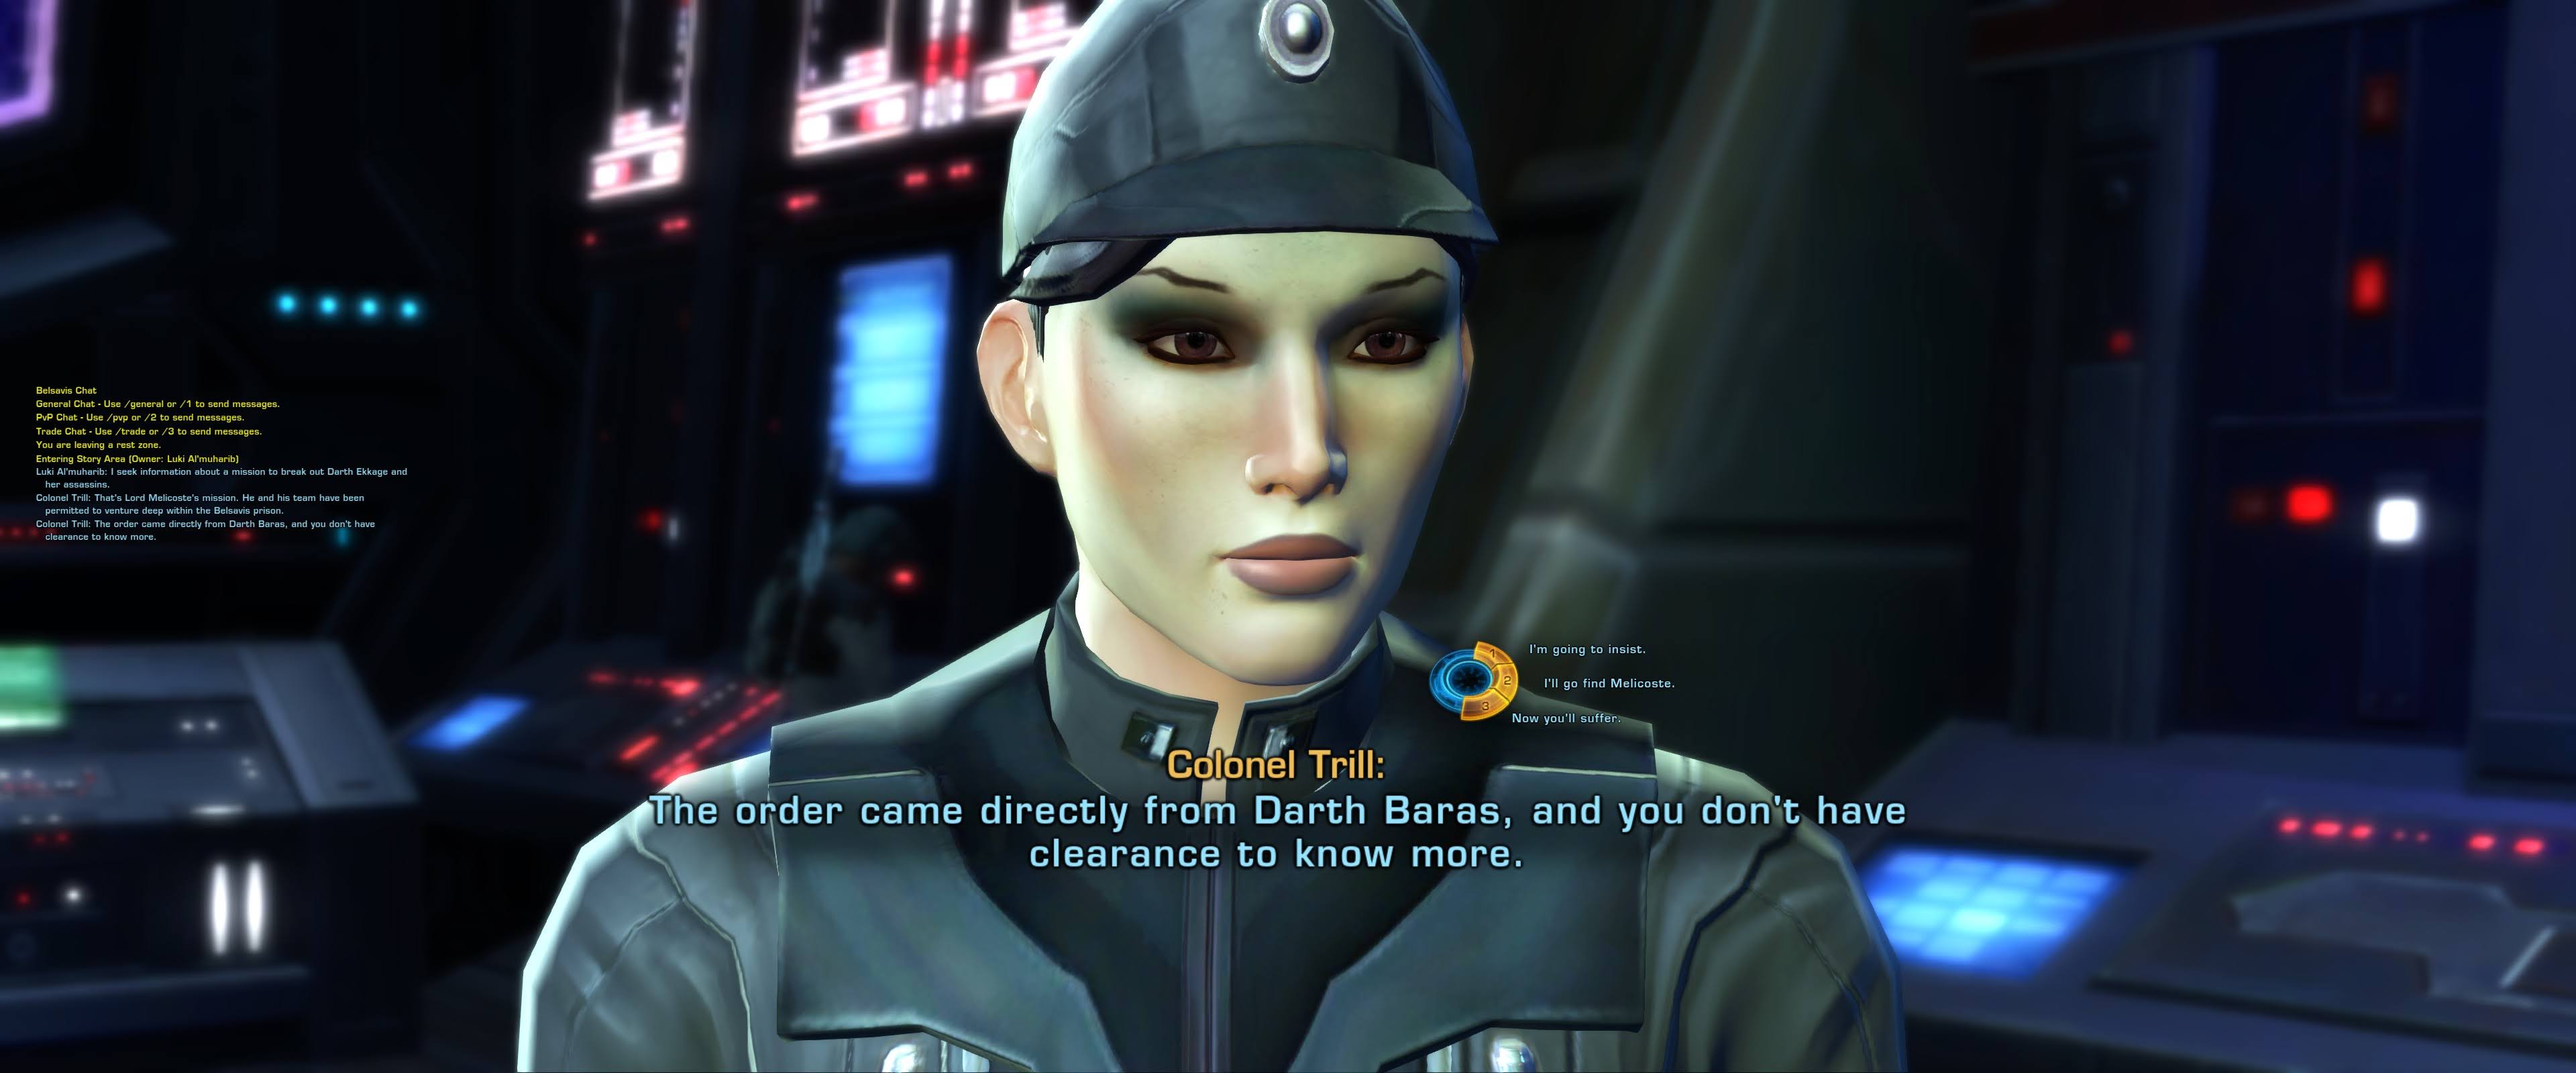 Belsavis Chat
General Chat - Use /general or /1 to send messages.
PvP Chat - Use /pvp or /2 to send messages.
Trade Chat - Use /trade or /3 to send messages.
You are leaving a rest zone.
Entering Story Area (Owner: Luki Al'muharib)
Luki Al'muharib: I seek information about a mission to break out Darth Ekkage and
her assassins.
Colonel Trill: That's Lord Melicoste's mission. He and his team have been
permitted to venture deep within the Belsavis prison.
Colonel Trill: The order came directly from Darth Baras, and you don't have
clearance to know more.
1 I'm going to insist.
2 I'll go find Melicoste.
3 Now you'll suffer.
Colonel Trill:
The order came directly from Darth Baras, and you don't have
clearance to know more.